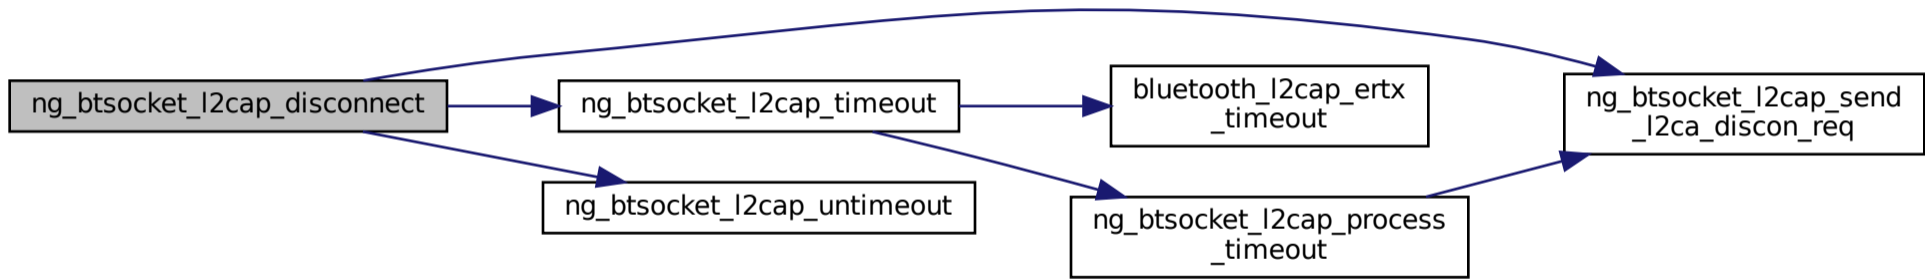 ng_btsocket_l2cap_disconnect
ng_btsocket_l2cap_timeout
ng_btsocket_l2cap_untimeout
bluetooth_l2cap_ertx
_timeout
ng_btsocket_l2cap_process
_timeout
ng_btsocket_l2cap_send
_l2ca_discon_req